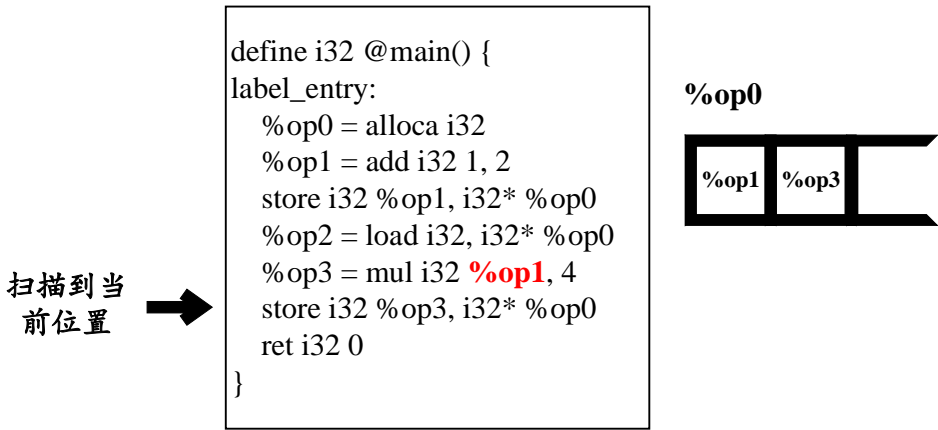 define i32 @main() {
label_entry:
%op0 = alloca i32
%op1 = add i32 1, 2
store i32 %op1, i32* %op0
%op2 = load i32, i32* %op0
%op3 = mul i32 %op1, 4
store i32 %op3, i32* %op0
ret i32 0
}
扫描到当
前位置
%op0
%op1 %op3